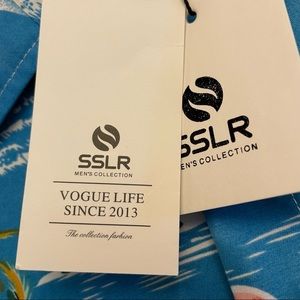 SSLR
MEN'S COLLECTION
VOGUE LIFE
SINCE 2013
The collection fashion
SSLR
MEN'S COLLECTION